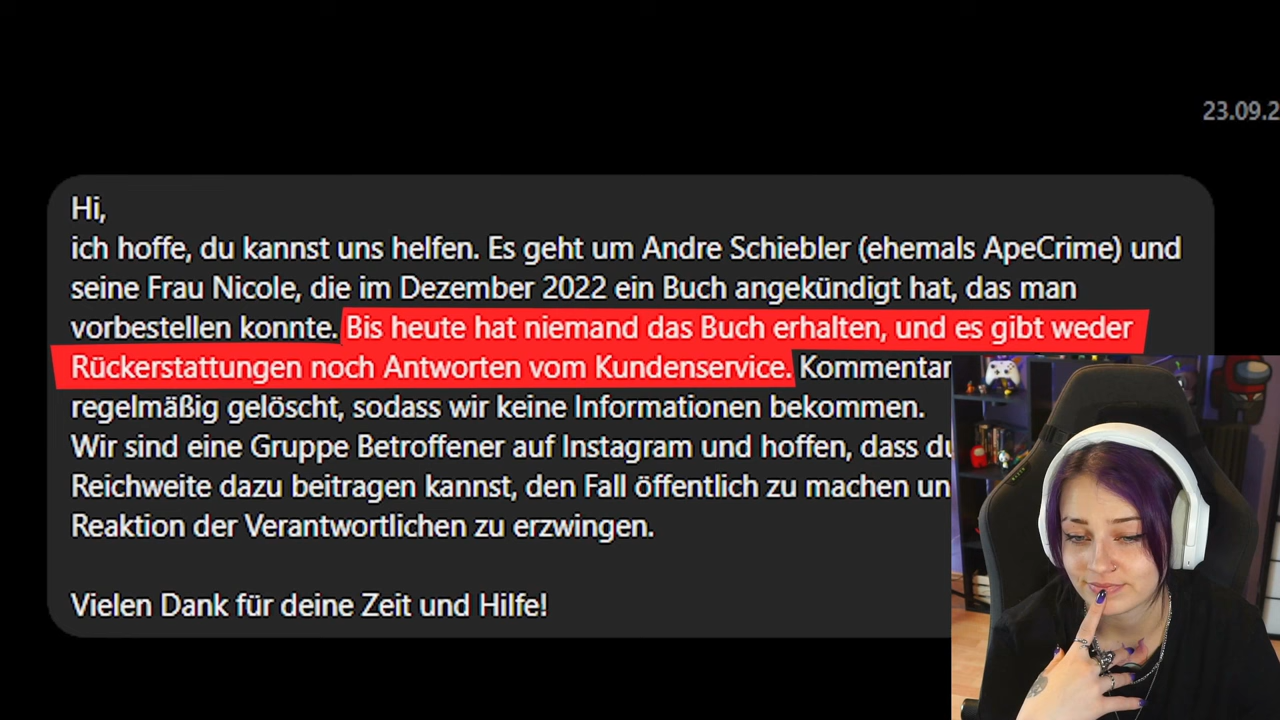 23.09.2
Hi,
ich hoffe, du kannst uns helfen. Es geht um Andre Schiebler (ehemals ApeCrime) und
seine Frau Nicole, die im Dezember 2022 ein Buch angekündigt hat, das man
vorbestellen konnte. Bis heute hat niemand das Buch erhalten, und es gibt weder
Rückerstattungen noch Antworten vom Kundenservice. Kommentar
regelmäßig gelöscht, sodass wir keine Informationen bekommen.
Wir sind eine Gruppe Betroffener auf Instagram und hoffen, dass du
Reichweite dazu beitragen kannst, den Fall öffentlich zu machen un
Reaktion der Verantwortlichen zu erzwingen.
Vielen Dank für deine Zeit und Hilfe!